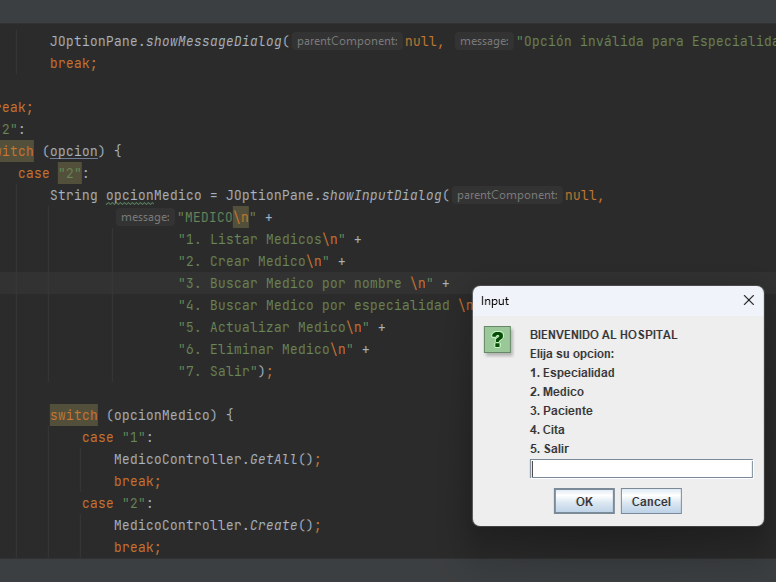 JOptionPane.showMessageDialog( parentComponent: null, message: "Opción inválida para Especialida
break;
eak;
2":
itch (opcion) {
case "2":
String opcionMedico = JOptionPane.showInputDialog( parentComponent: null,
message: "MEDICO\n" +
"1. Listar Medicos\n" +
"2. Crear Medico\n" +
"3. Buscar Medico por nombre \n" +
"4. Buscar Medico por especialidad \n
"5. Actualizar Medico\n" +
"6. Eliminar Medico\n" +
"7. Salir");
switch (opcionMedico) {
case "1":
MedicoController.GetAll();
break;
case "2":
MedicoController.Create();
break;
Input
BIENVENIDO AL HOSPITAL
Elija su opcion:
1. Especialidad
2. Medico
3. Paciente
4. Cita
5. Salir
OK Cancel